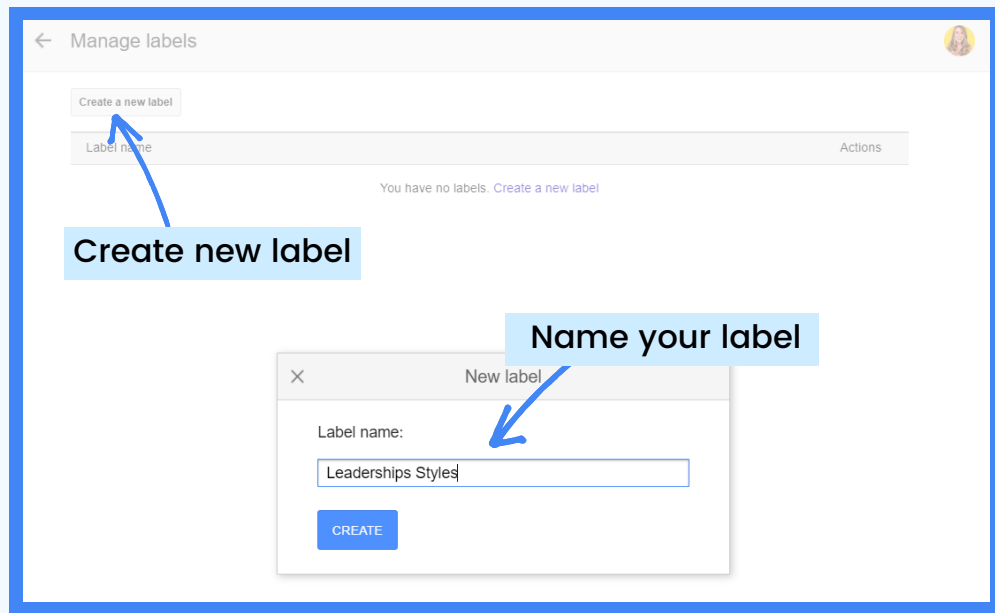 Manage labels
Create a new label
Label name
Actions
You have no labels. Create a new label
Create new label
Name your label
New label
Label name:
Leaderships Styles
CREATE